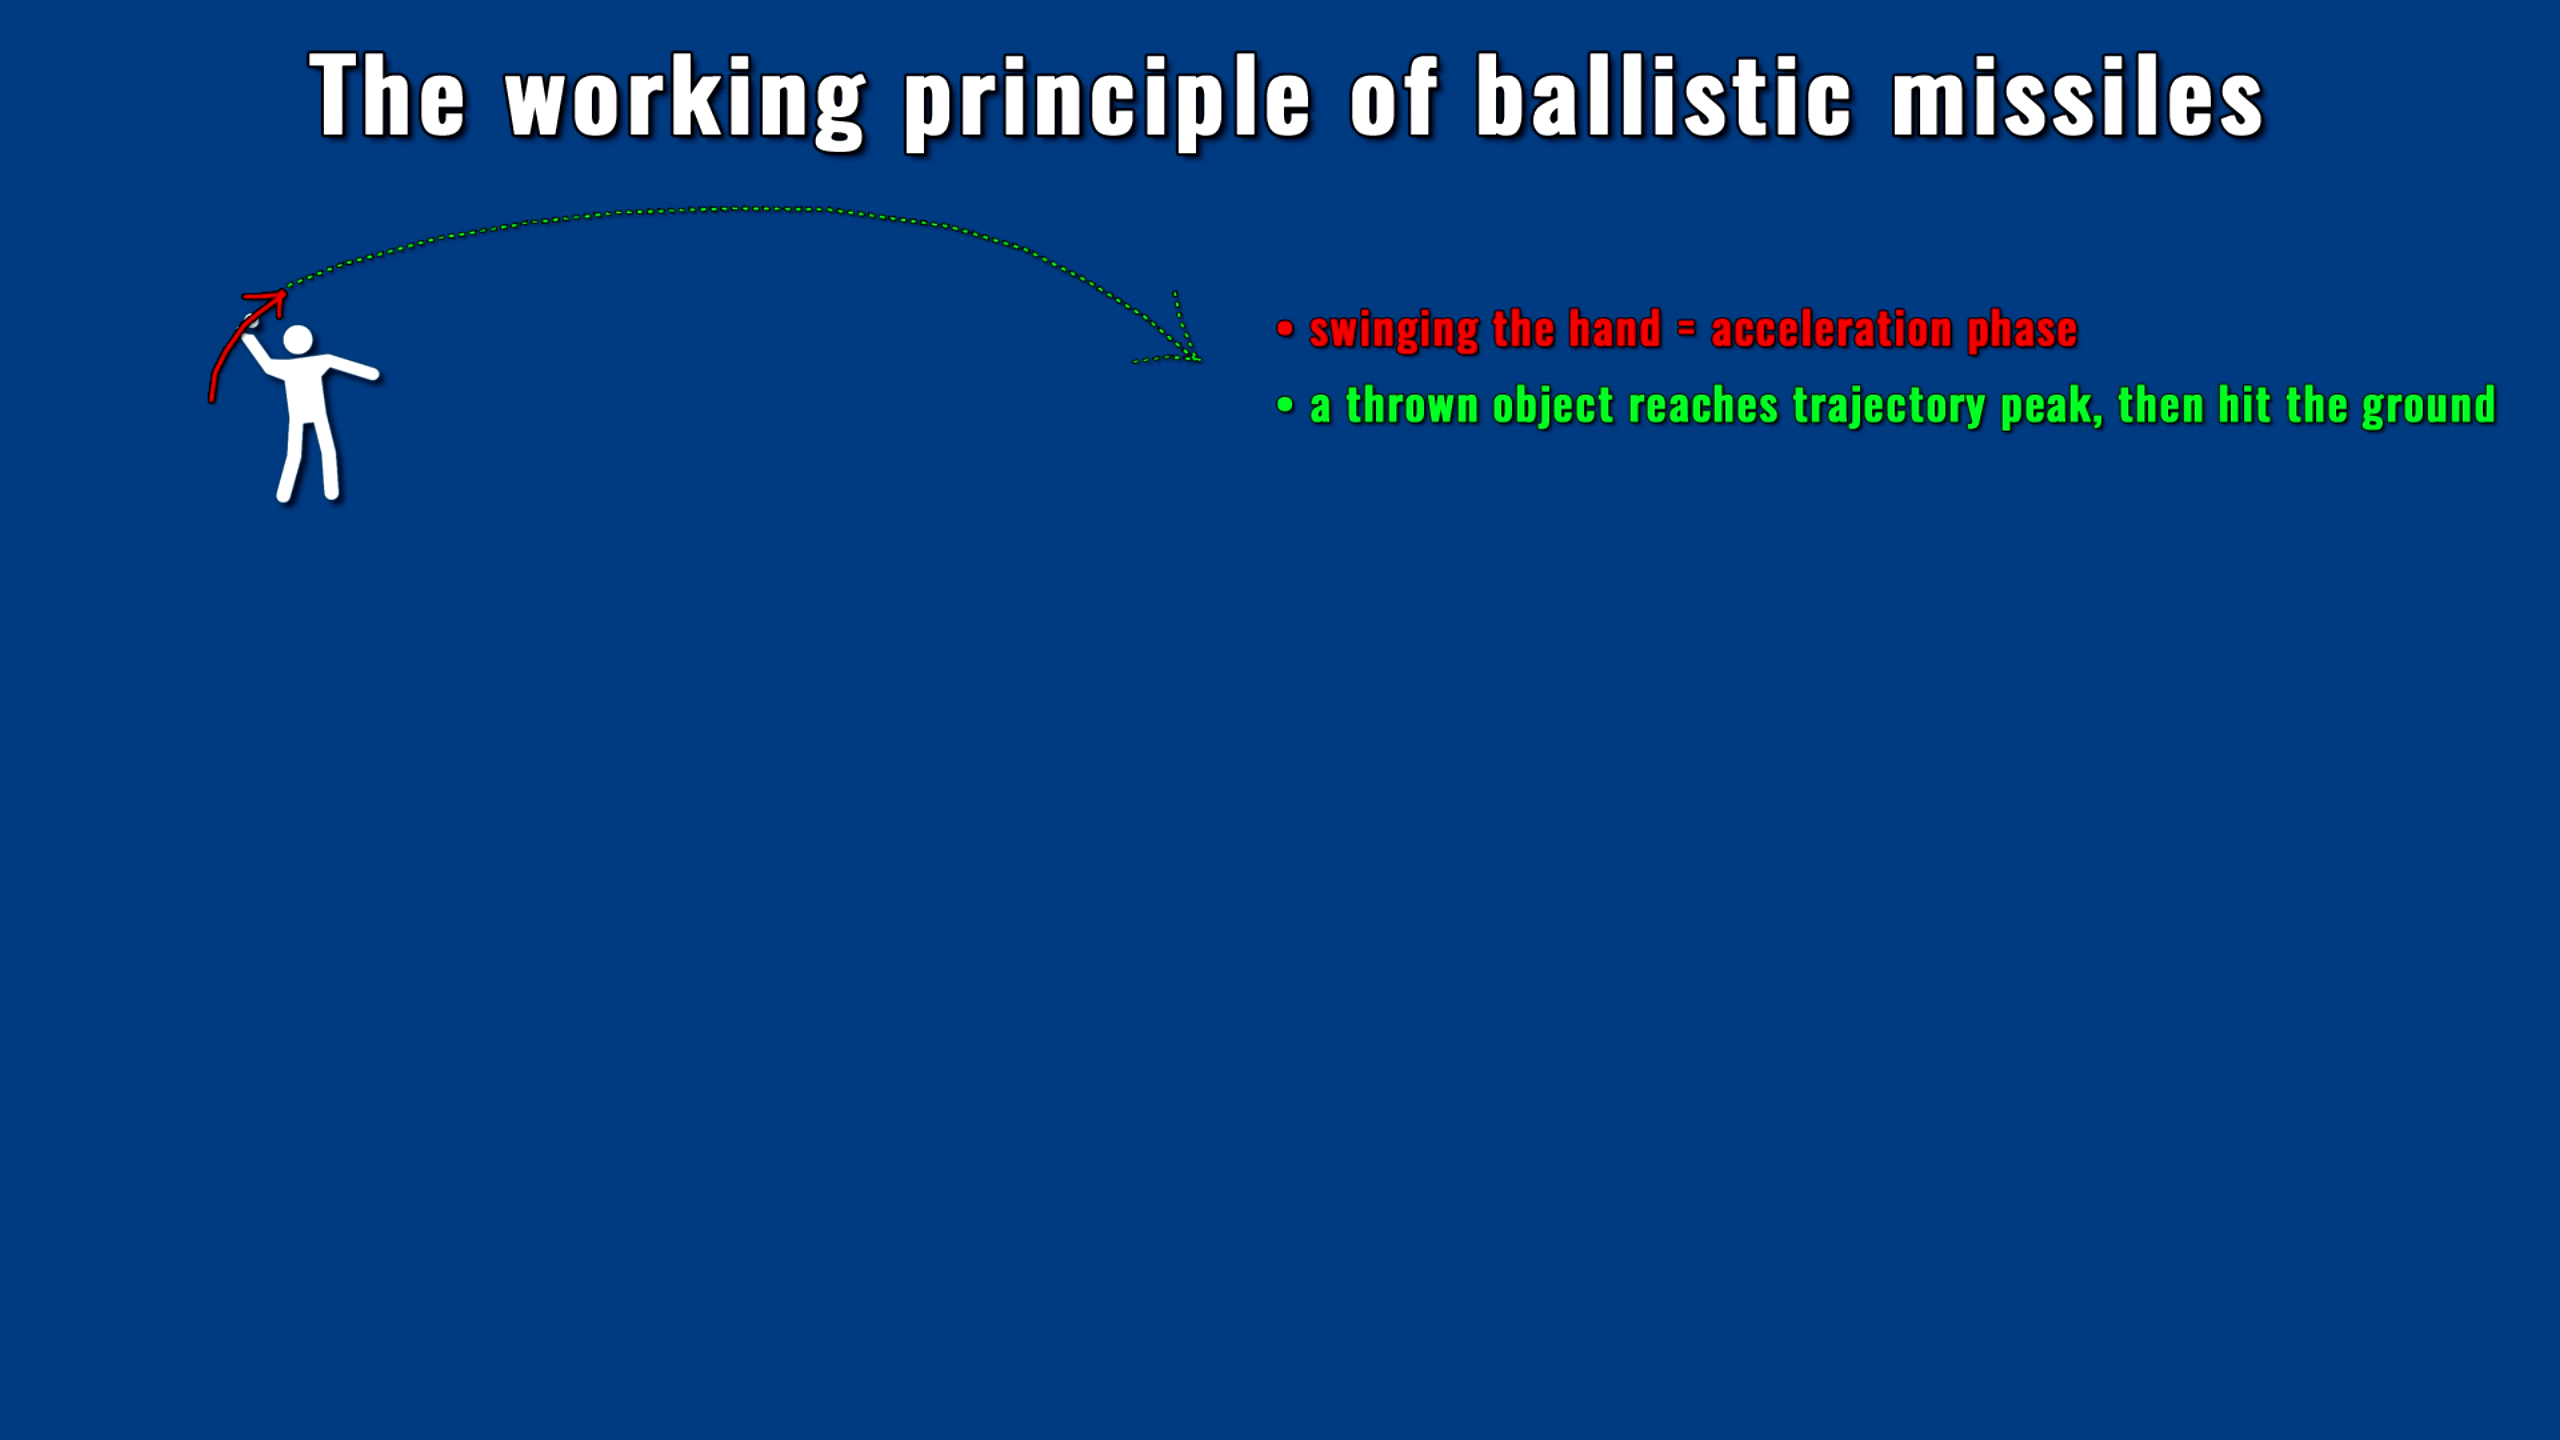 The working principle of ballistic missiles
• swinging the hand = acceleration phase
• a thrown object reaches trajectory peak, then hit the ground